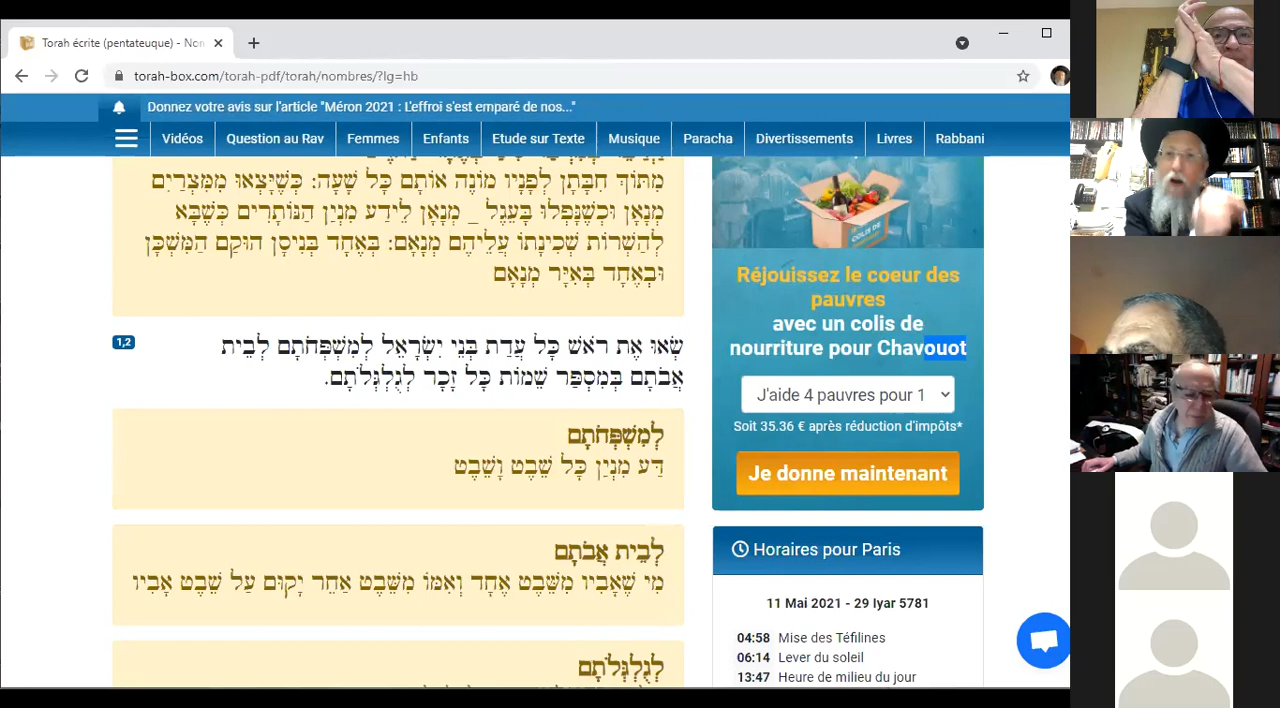 Torah écrite (pentateuque) - Non
torah-box.com/torah-pdf/torah/nombres/?lg=hb
Donnez votre avis sur l'article "Méron 2021 : L'effroi s'est emparé de nos..."
Vidéos
Question au Rav
Femmes
Enfants
Etude sur Texte
Musique
Paracha
Divertissements
Livres
Rabbani
מִתּוֹךְ חִבָּתָן לְפָנָיו מוֹנֶה אוֹתָם כָּל שָׁעָה: כְּשֶׁיָּצְאוּ מִמִּצְרַיִם
מְנָאָן וּכְשֶׁנָּפְלוּ בָּעֵגֶל _ מְנָאָן לֵידַע מִנְיַן הַנּוֹתָרִים כְּשֶׁבָּא
לְהַשְׁרוֹת שְׁכִינָתוֹ עֲלֵיהֶם מְנָאָם: בְּאֶחָד בְּנִיסָן הוּקַם הַמִּשְׁכָּן
וּבְאֶחָד בְּאִיָּר מְנָאָם
1,2
שְׂאוּ אֶת רֹאשׁ כָּל עֲדַת בְּנֵי יִשְׂרָאֵל לְמִשְׁפְּחֹתָם לְבֵית
אֲבֹתָם בְּמִסְפַּר שֵׁמוֹת כָּל זָכָר לְגֻלְגְּלֹתָם.
לְמִשְׁפְּחֹתָם
דַּע מִנְיַן כָּל שֵׁבֶט וָשֵׁבֶט
לְבֵית אֲבֹתָם
מִי שֶׁאָבִיו מִשֵּׁבֶט אֶחָד וְאִמּוֹ מִשֵּׁבֶט אַחֵר יָקוּם עַל שֵׁבֶט אָבִיו
לְגֻלְגְּלֹתָם
COLIS DE
Réjouissez le coeur des
pauvres
avec un colis de
nourriture pour Chavouot
J'aide 4 pauvres pour 1
Soit 35.36 € après réduction d'impôts*
Je donne maintenant
Horaires pour Paris
11 Mai 2021 - 29 Iyar 5781
04:58 Mise des Téfilines
06:14 Lever du soleil
13:47 Heure de milieu du jour